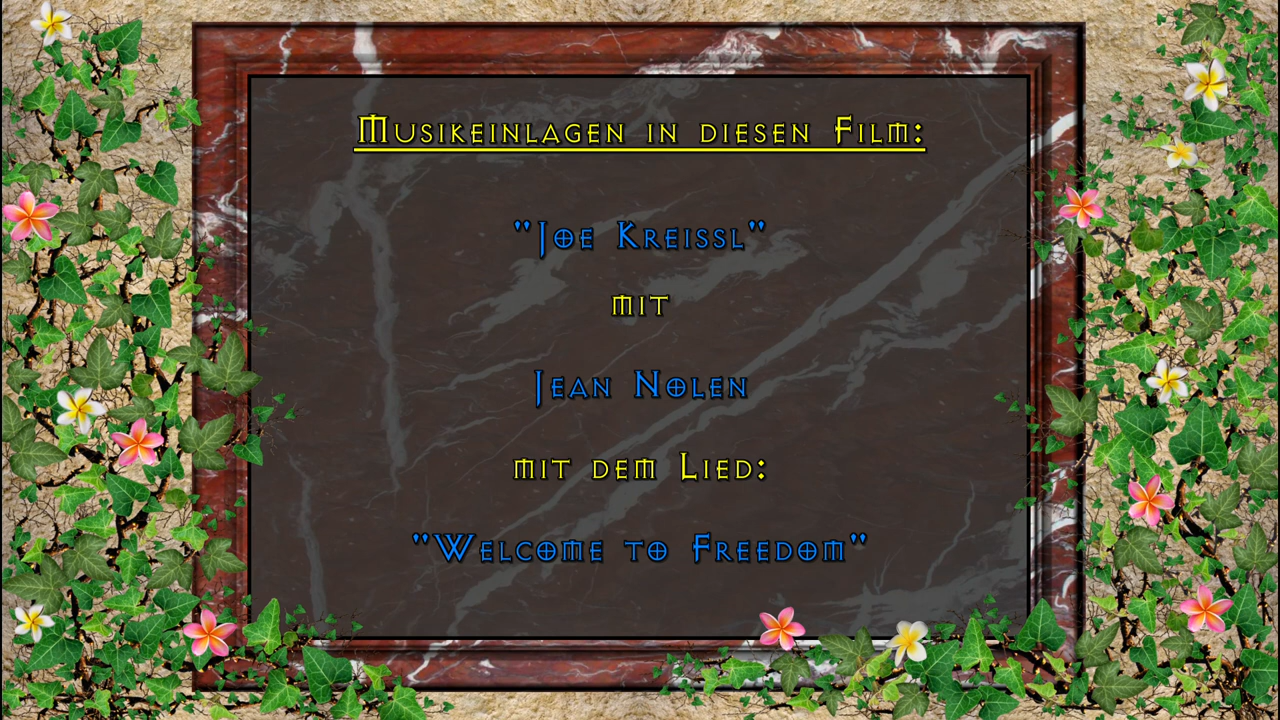 Musikeinlagen in diesen Film:
"Joe Kreissl"
mit
Jean Nolen
mit dem Lied:
"Welcome to Freedom"